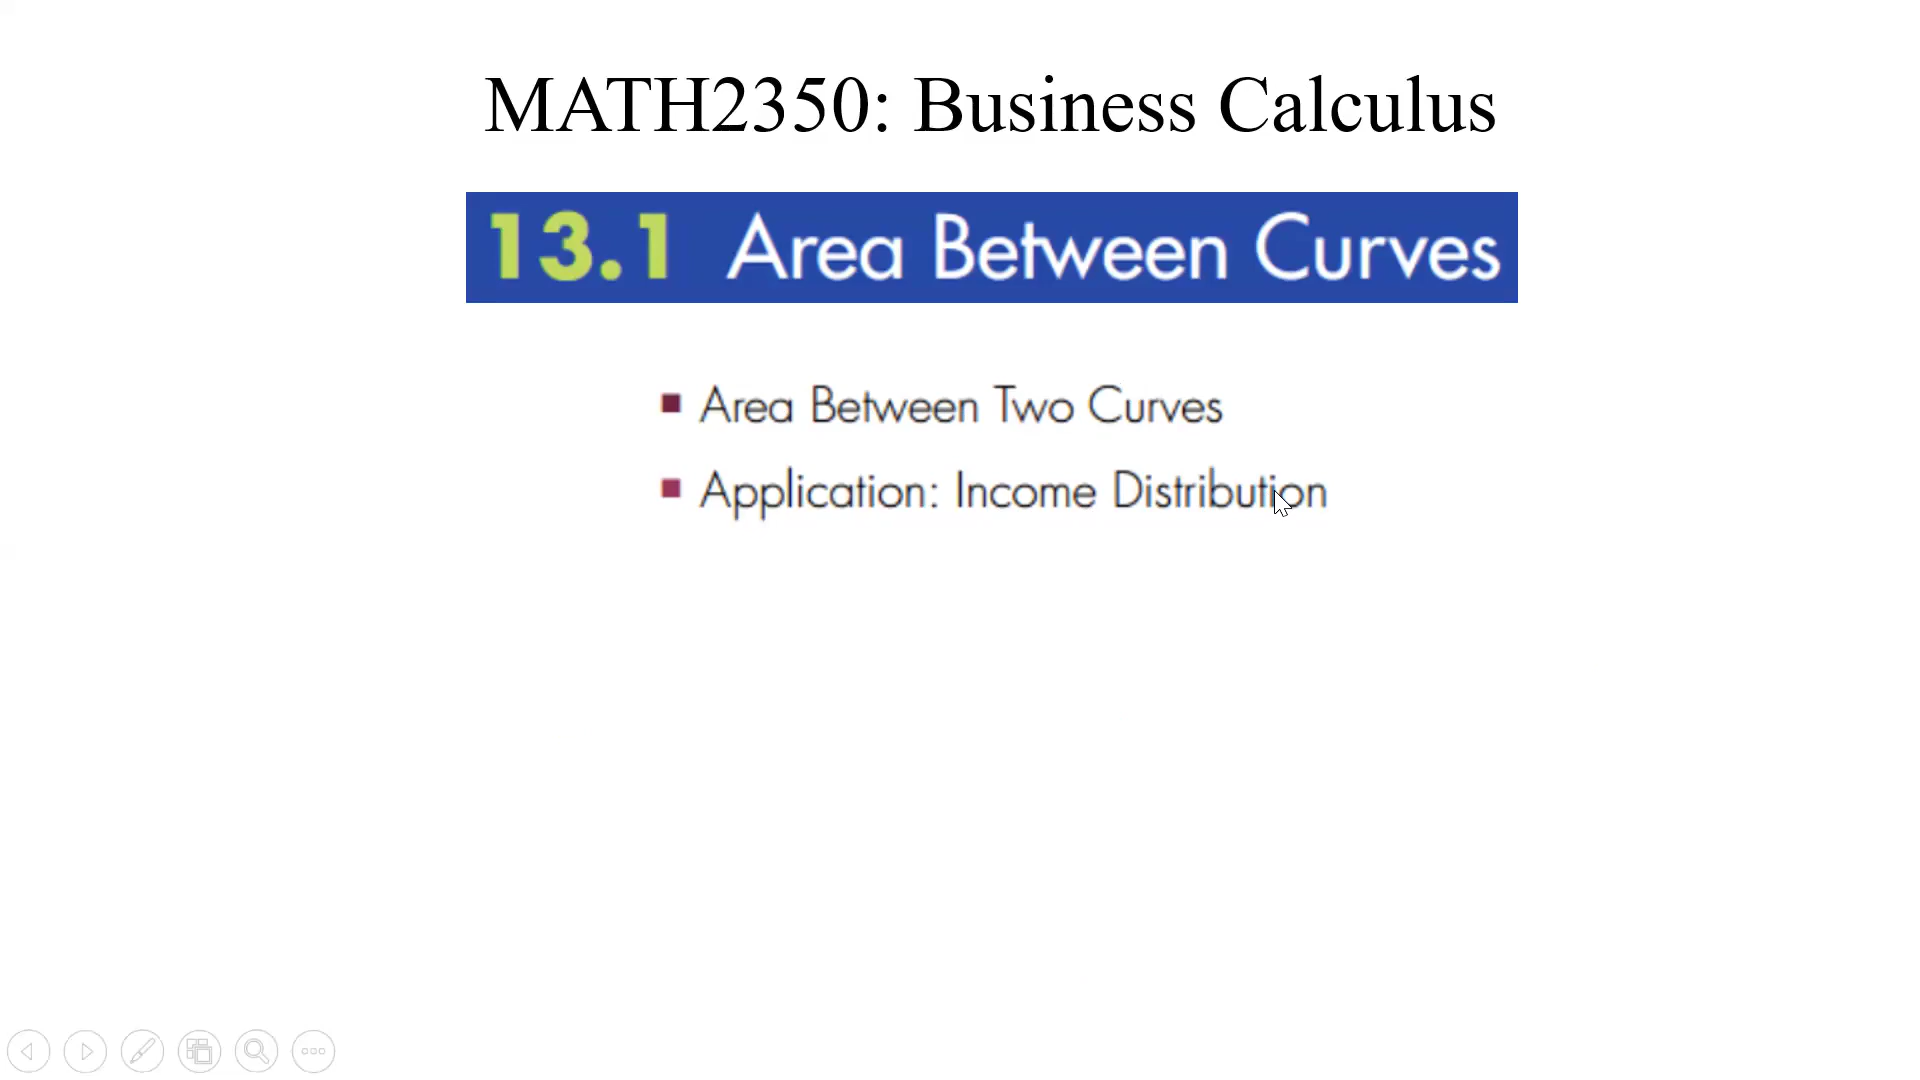 MATH2350: Business Calculus
13.1 Area Between Curves
■ Area Between Two Curves
■ Application: Income Distribution